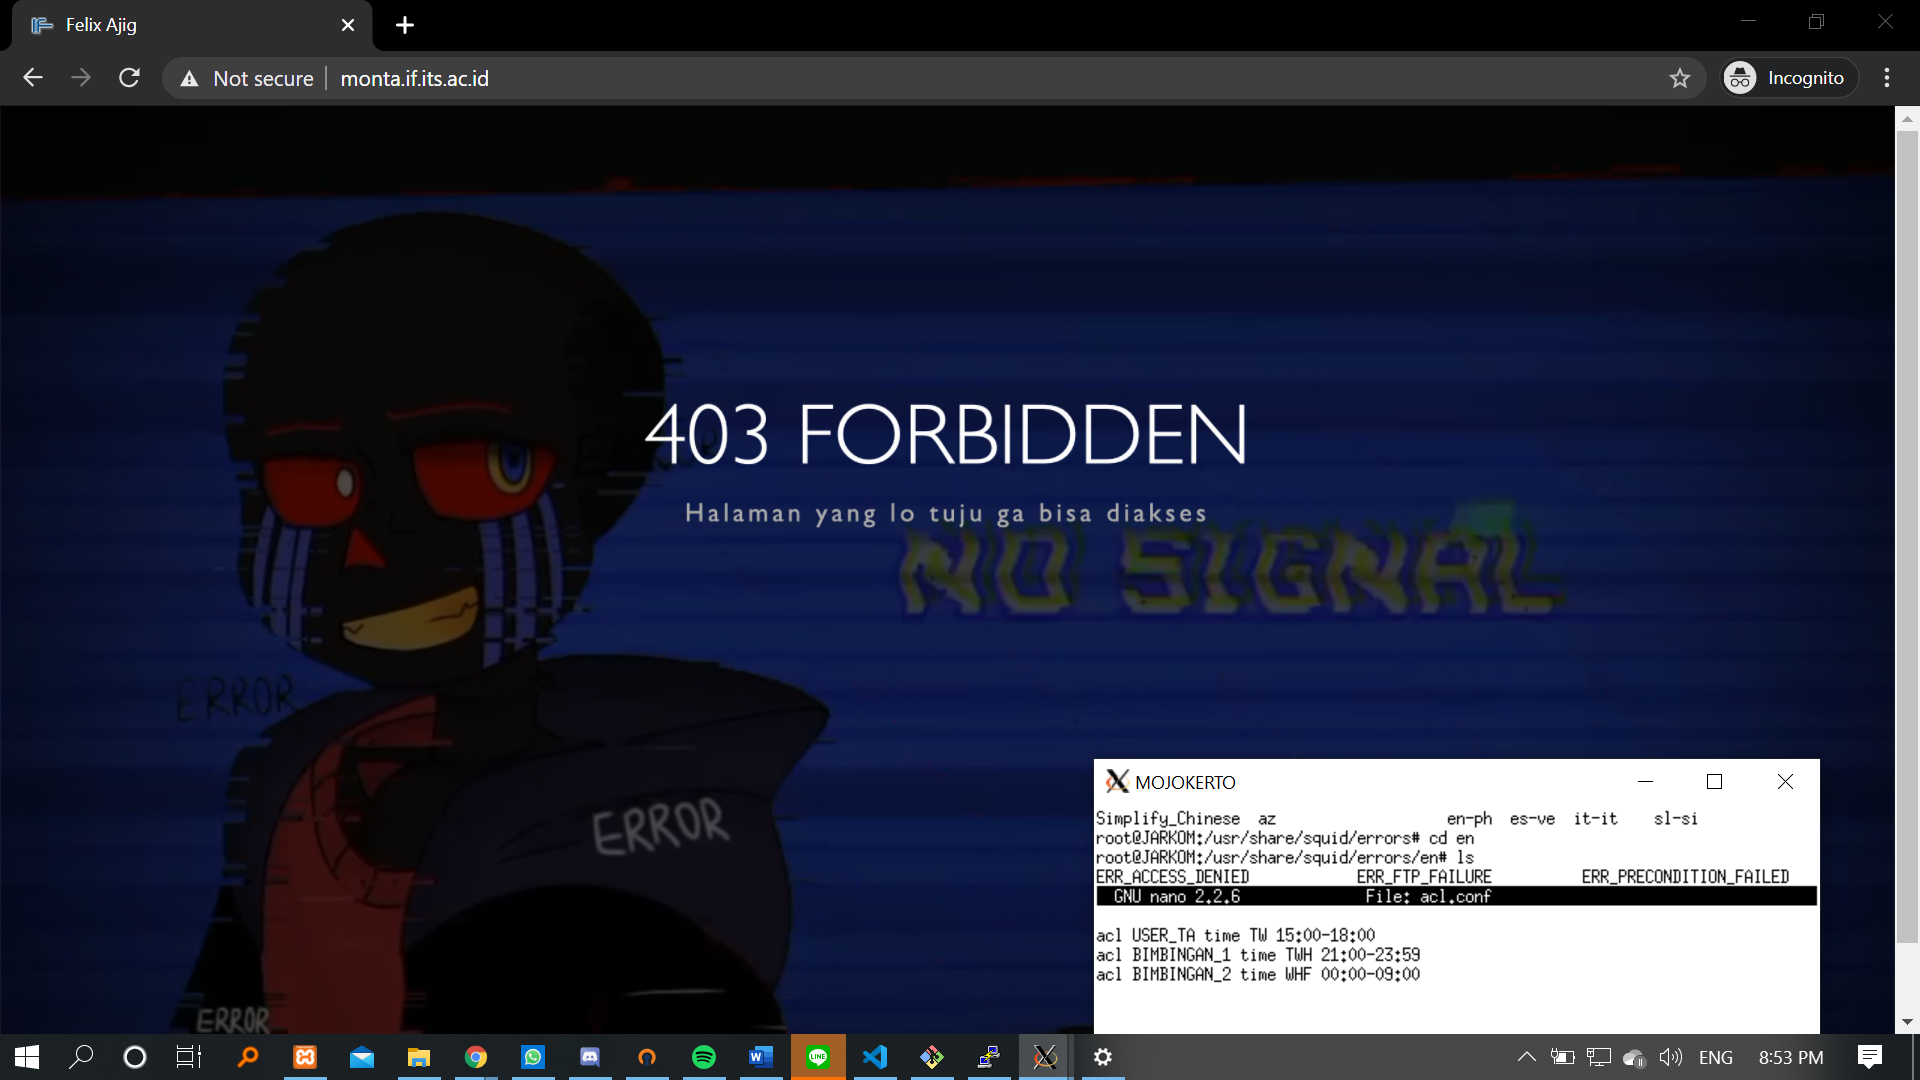 Felix Ajig
Not secure
monta.if.its.ac.id
Incognito
403 FORBIDDEN
Halaman yang lo tuju ga bisa diakses
NO SIGNAL
ERROR
ERROR
ERROR
MOJOKERTO
Simplify_Chinese az en-ph es-ve it-it sl-si
root@JARKOM:/usr/share/squid/errors# cd en
root@JARKOM:/usr/share/squid/errors/en# ls
ERR_ACCESS_DENIED ERR_FTP_FAILURE ERR_PRECONDITION_FAILED
GNU nano 2.2.6 File: acl.conf
acl USER_TA time TW 15:00-18:00
acl BIMBINGAN_1 time TWH 21:00-23:59
acl BIMBINGAN_2 time WHF 00:00-09:00
LINE
ENG
8:53 PM